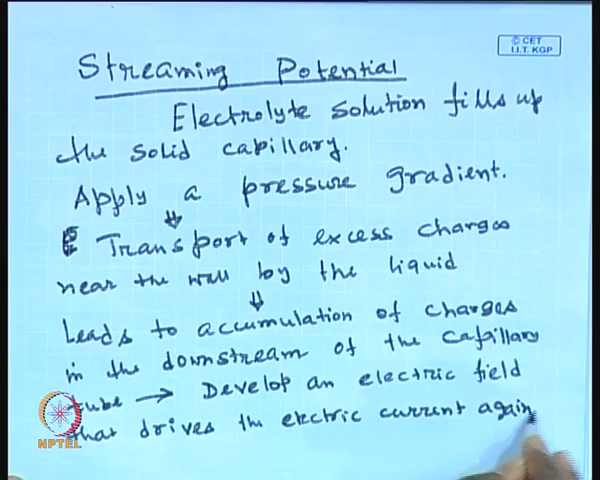 © CET
I.I.T. KGP
Streaming Potential
Electrolyte solution fills up
the solid capillary.
Apply a pressure gradient.
Transport of excess charges
near the wall by the liquid
Leads to accumulation of charges
in the downstream of the capillary
tube → Develop an electric field
that drives the electric current again
NPTEL